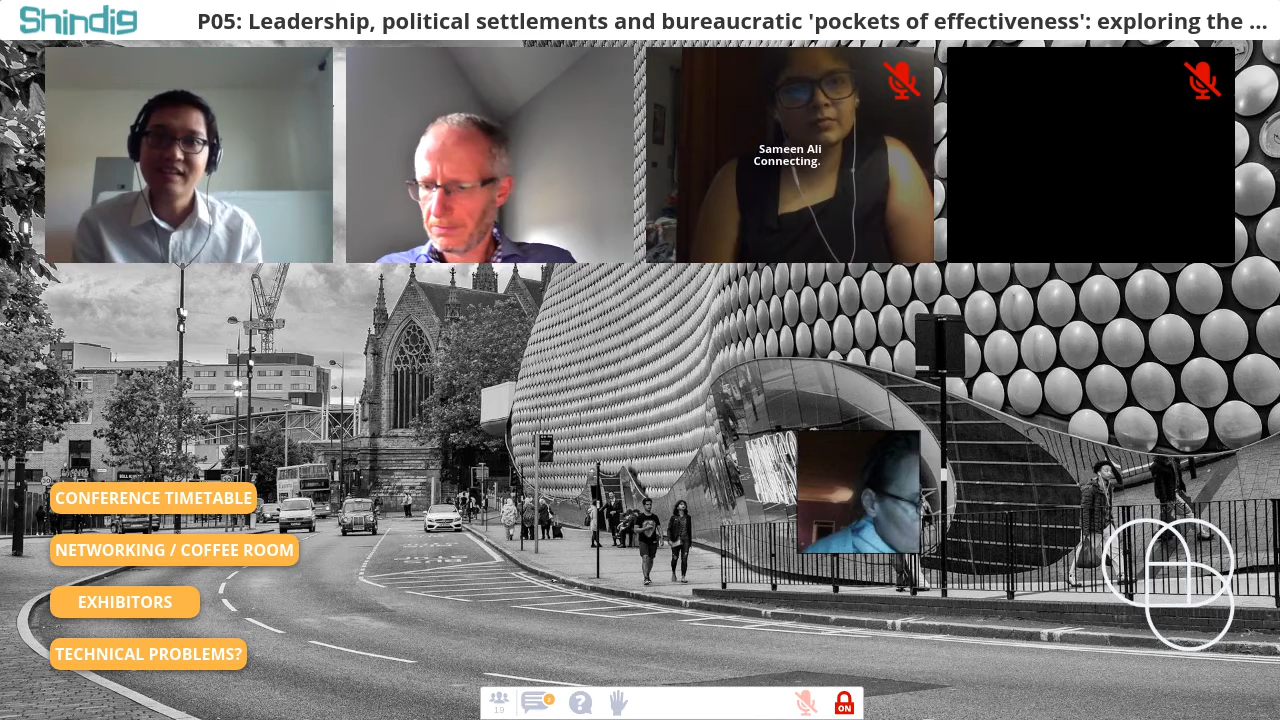 Shindig
P05: Leadership, political settlements and bureaucratic 'pockets of effectiveness': exploring the ...
Sameen Ali
Connecting.
CONFERENCE TIMETABLE
NETWORKING / COFFEE ROOM
EXHIBITORS
TECHNICAL PROBLEMS?
19
ON